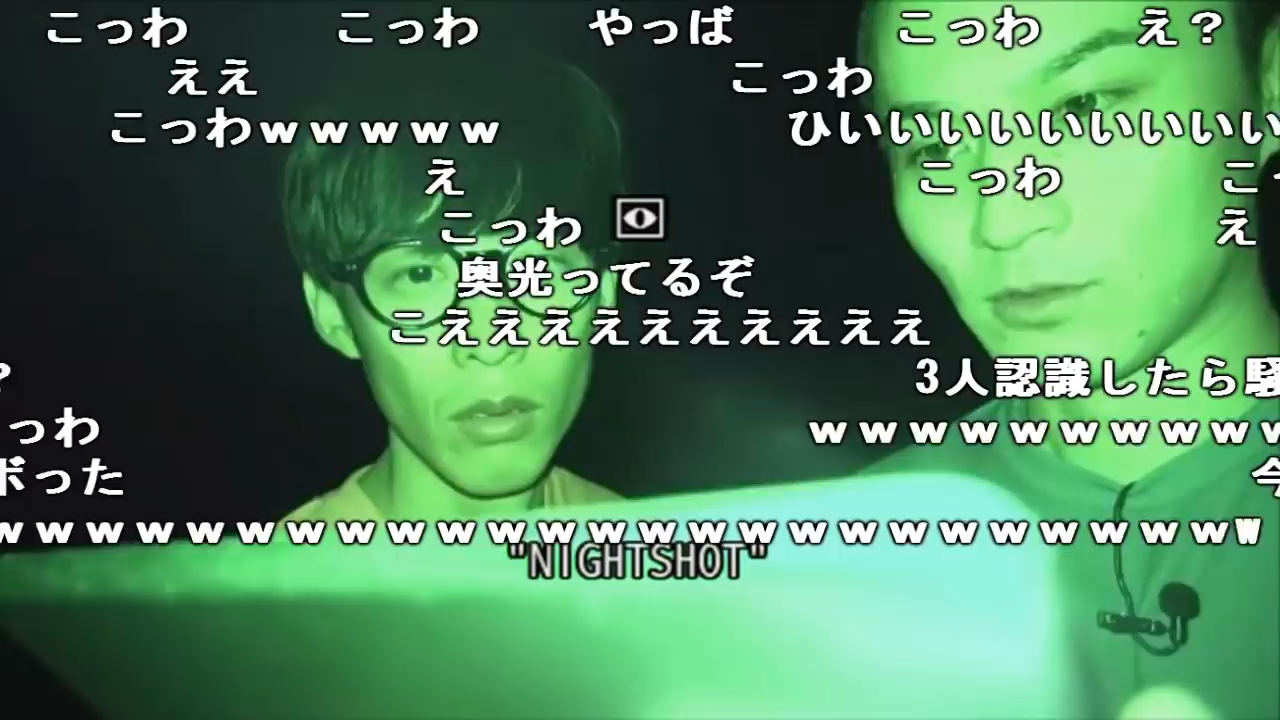 こっわ こっわ やっば こっわ え？
ええ こっわ
こっわｗｗｗｗｗ ひいいいいいいいいい
え こっわ こっ
こっわ え
奥光ってるぞ
こえええええええええええ
？ 3人認識したら騒
っわ ｗｗｗｗｗｗｗｗｗｗ
ボった 今
ｗｗｗｗｗｗｗｗｗｗｗｗｗｗｗｗｗｗｗｗｗｗｗｗｗw
"NIGHTSHOT"